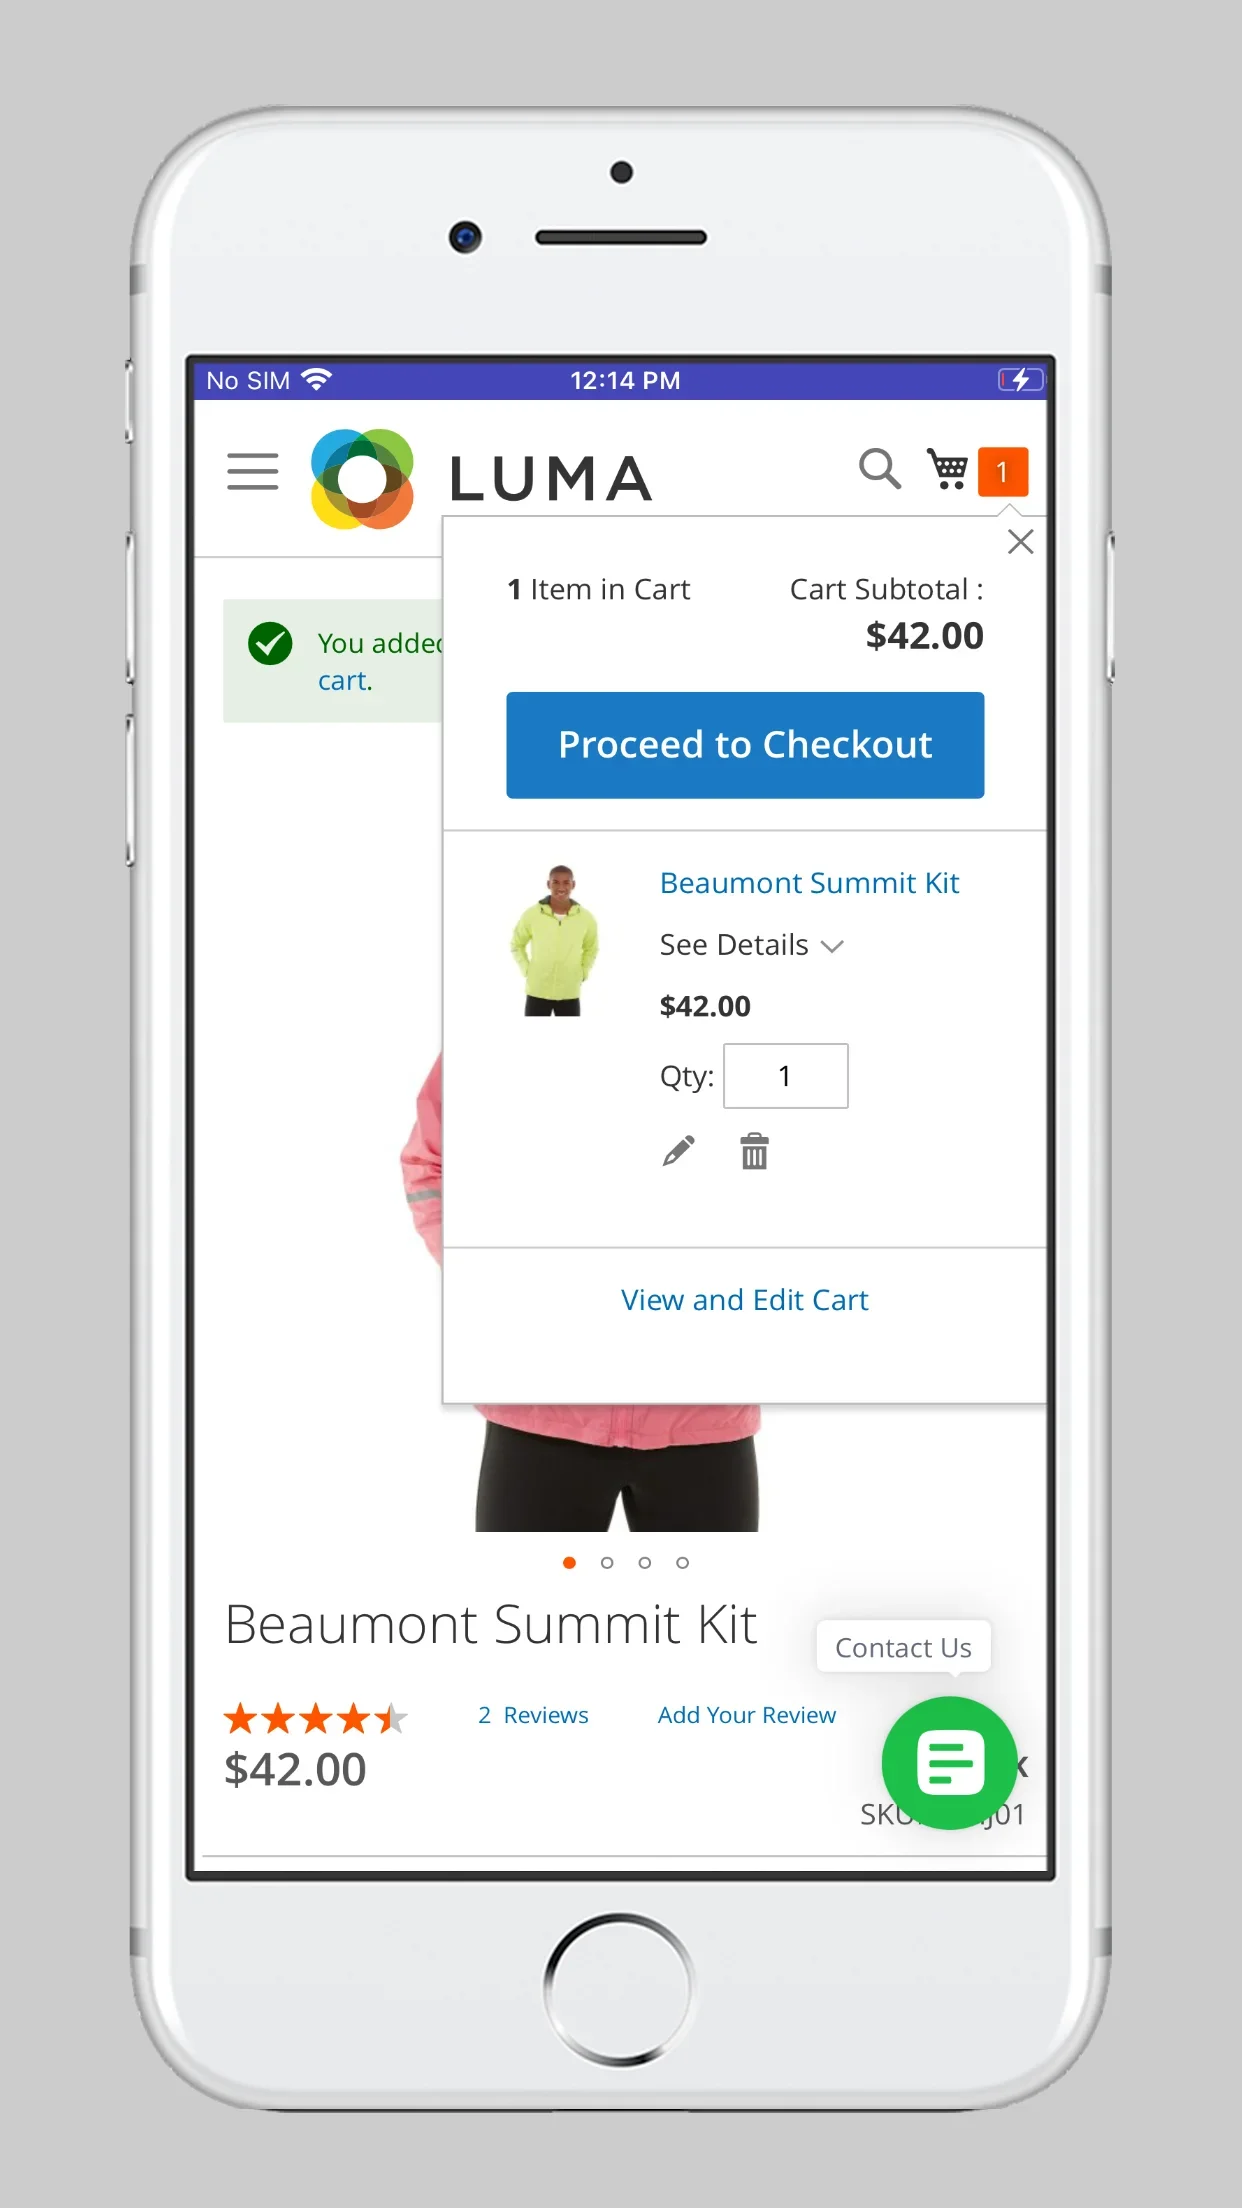 No SIM
12:14 PM
LUMA
1
1 Item in Cart
Cart Subtotal :
$42.00
You added
cart.
Proceed to Checkout
Beaumont Summit Kit
See Details
$42.00
Qty: 1
View and Edit Cart
Beaumont Summit Kit
Contact Us
2 Reviews
Add Your Review
$42.00